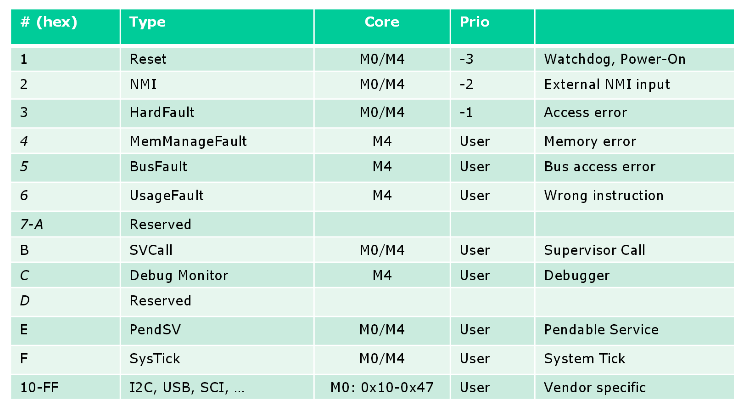 # (hex) Type Core Prio
1 Reset M0/M4 -3 Watchdog, Power-On
2 NMI M0/M4 -2 External NMI input
3 HardFault M0/M4 -1 Access error
4 MemManageFault M4 User Memory error
5 BusFault M4 User Bus access error
6 UsageFault M4 User Wrong instruction
7-A Reserved
B SVCall M0/M4 User Supervisor Call
C Debug Monitor M4 User Debugger
D Reserved
E PendSV M0/M4 User Pendable Service
F SysTick M0/M4 User System Tick
10-FF I2C, USB, SCI, … M0: 0x10-0x47 User Vendor specific